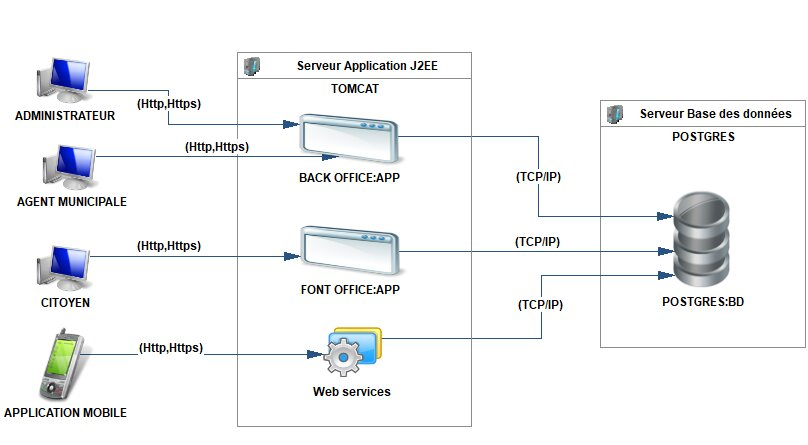 Serveur Application J2EE
TOMCAT
ADMINISTRATEUR
(Http,Https)
AGENT MUNICIPALE
(Http,Https)
BACK OFFICE:APP
CITOYEN
(Http,Https)
FONT OFFICE:APP
APPLICATION MOBILE
(Http,Https)
Web services
(TCP/IP)
(TCP/IP)
(TCP/IP)
Serveur Base des données
POSTGRES
POSTGRES:BD